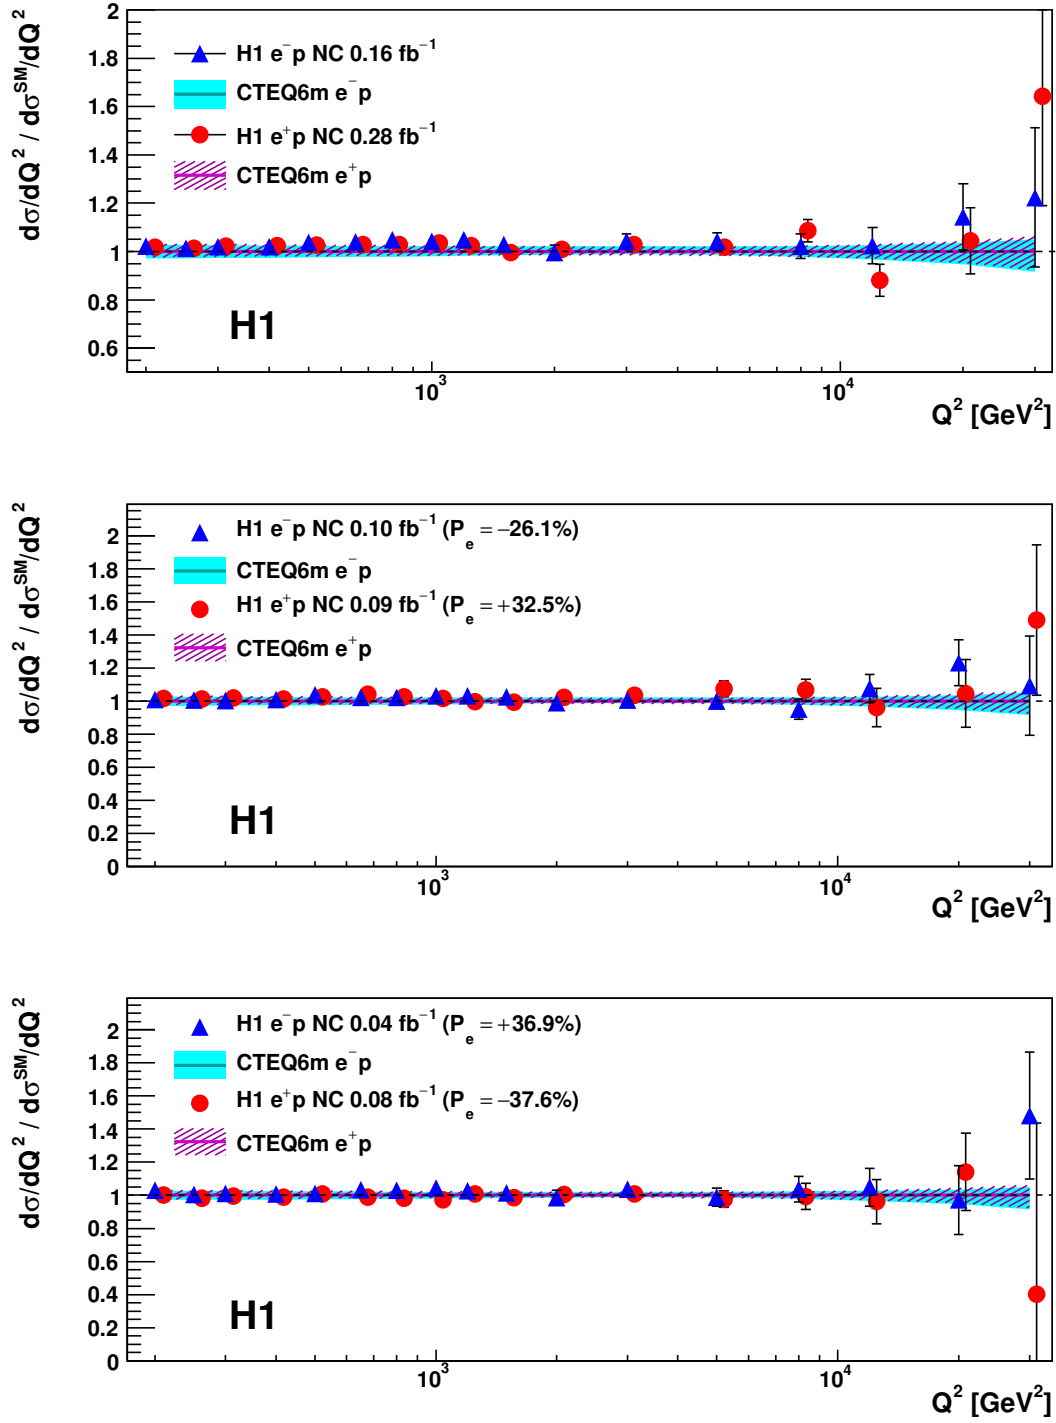 dσ/dQ² / dσ^SM/dQ²
2
1.8
1.6
1.4
1.2
1
0.8
0.6
H1 e⁻p NC 0.16 fb⁻¹
CTEQ6m e⁻p
H1 e⁺p NC 0.28 fb⁻¹
CTEQ6m e⁺p
H1
10³
10⁴
Q² [GeV²]
dσ/dQ² / dσ^SM/dQ²
2
1.8
1.6
1.4
1.2
1
0.8
0.6
0.4
0.2
0
H1 e⁻p NC 0.10 fb⁻¹ (P_e = −26.1%)
CTEQ6m e⁻p
H1 e⁺p NC 0.09 fb⁻¹ (P_e = +32.5%)
CTEQ6m e⁺p
H1
10³
10⁴
Q² [GeV²]
dσ/dQ² / dσ^SM/dQ²
2
1.8
1.6
1.4
1.2
1
0.8
0.6
0.4
0.2
0
H1 e⁻p NC 0.04 fb⁻¹ (P_e = +36.9%)
CTEQ6m e⁻p
H1 e⁺p NC 0.08 fb⁻¹ (P_e = −37.6%)
CTEQ6m e⁺p
H1
10³
10⁴
Q² [GeV²]